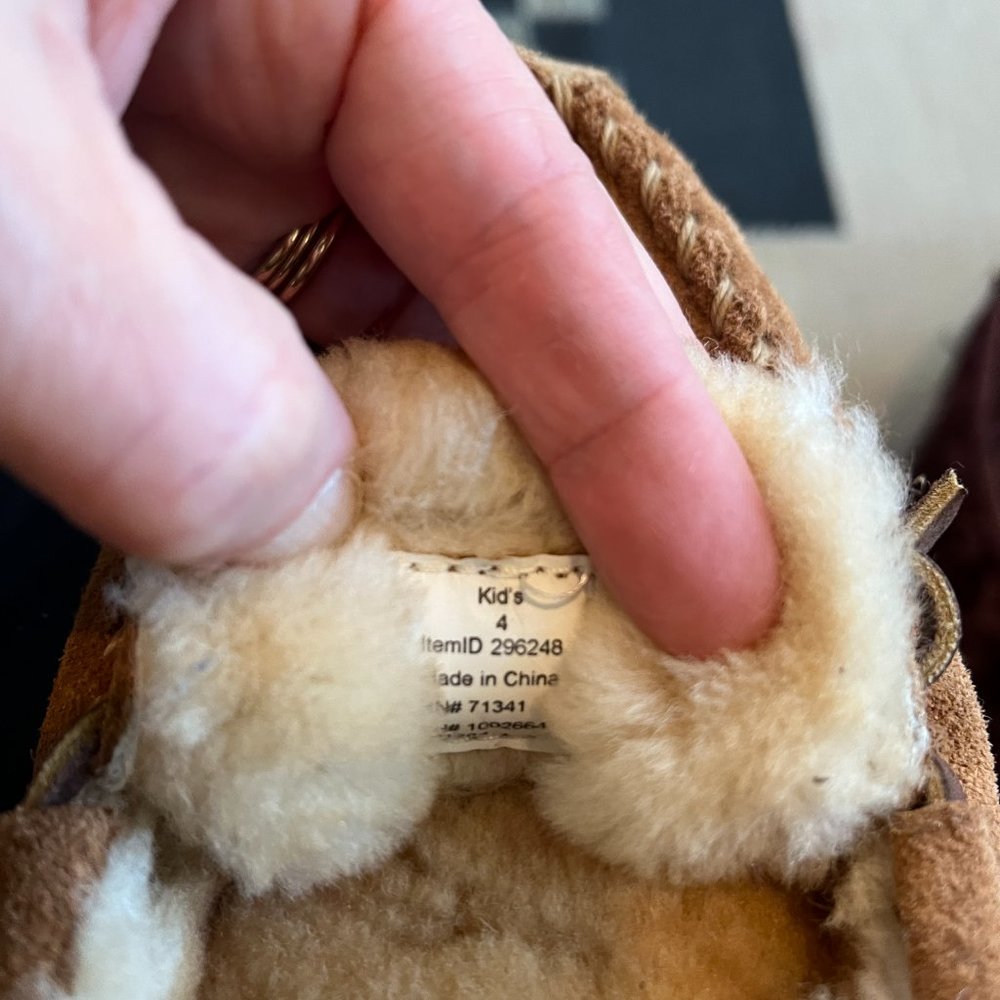 Kid's
4
ItemID 296248
ade in China
N# 71341